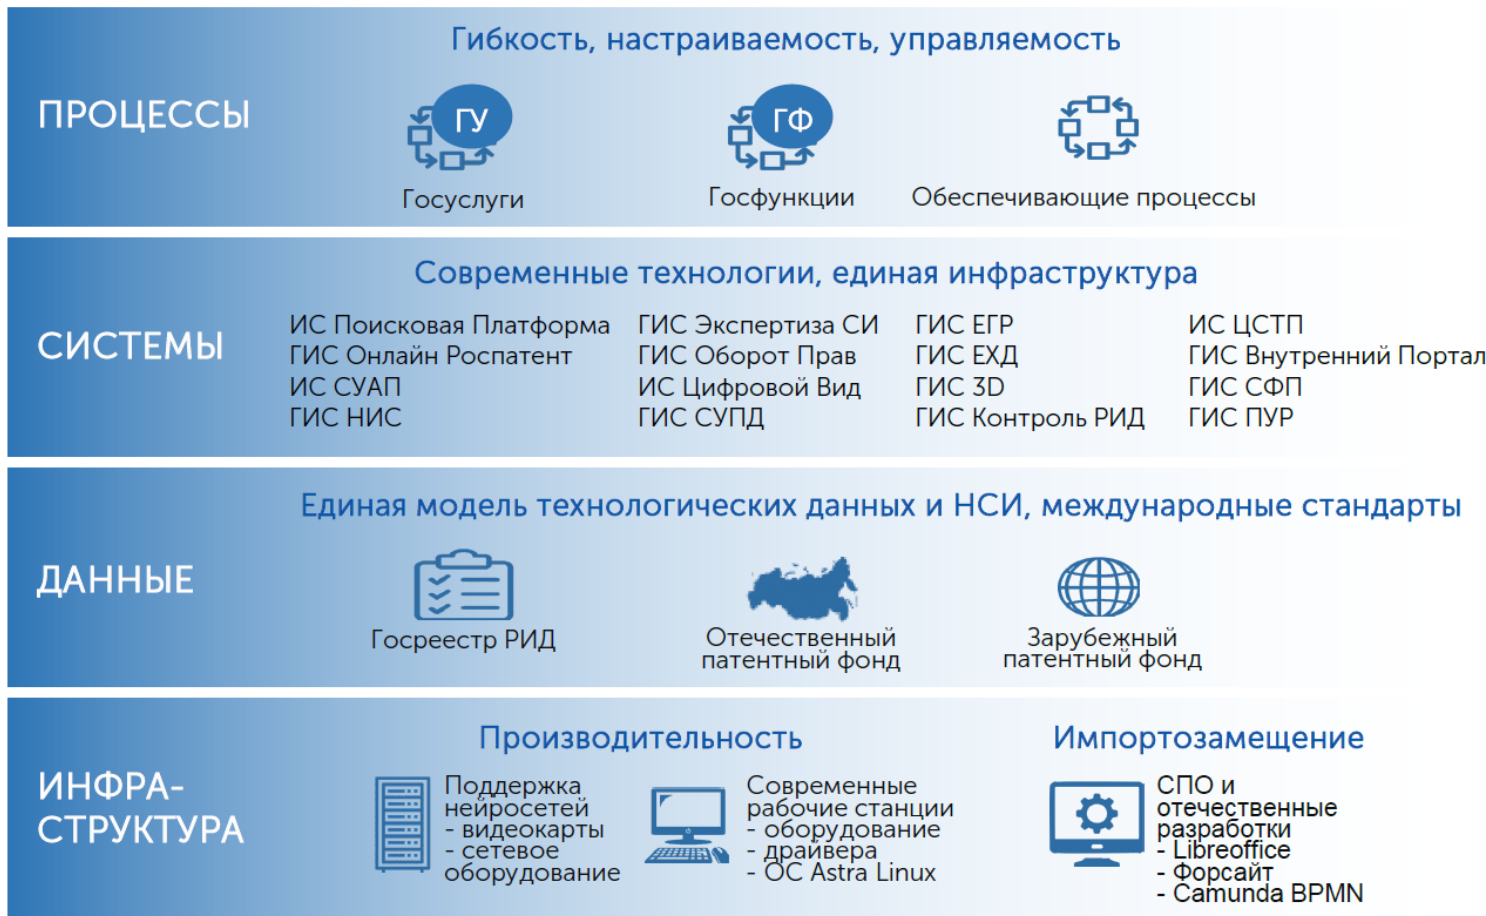 Гибкость, настраиваемость, управляемость
ПРОЦЕССЫ
ГУ
ГФ
Госуслуги
Госфункции
Обеспечивающие процессы
Современные технологии, единая инфраструктура
СИСТЕМЫ
ИС Поисковая Платформа
ГИС Онлайн Роспатент
ИС СУАП
ГИС НИС
ГИС Экспертиза СИ
ГИС Оборот Прав
ИС Цифровой Вид
ГИС СУПД
ГИС ЕГР
ГИС ЕХД
ГИС 3D
ГИС Контроль РИД
ИС ЦСТП
ГИС Внутренний Портал
ГИС СФП
ГИС ПУР
Единая модель технологических данных и НСИ, международные стандарты
ДАННЫЕ
Госреестр РИД
Отечественный
патентный фонд
Зарубежный
патентный фонд
ИНФРА-
СТРУКТУРА
Производительность
Поддержка
нейросетей
- видеокарты
- сетевое
оборудование
Современные
рабочие станции
- оборудование
- драйвера
- ОС Astra Linux
Импортозамещение
СПО и
отечественные
разработки
- Libreoffice
- Форсайт
- Camunda BPMN